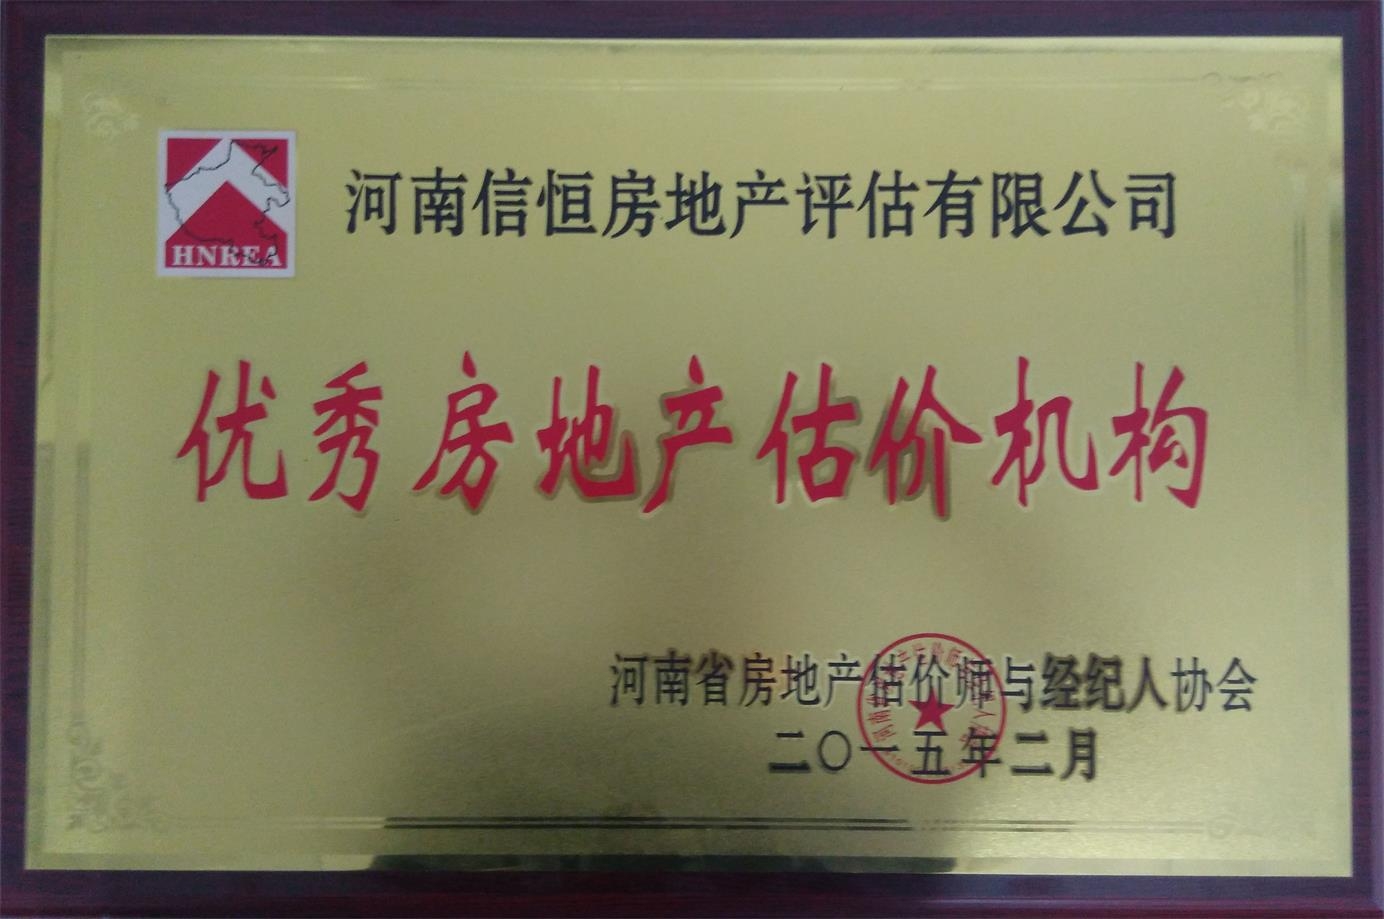 HNREA
河南信恒房地产评估有限公司
优秀房地产估价机构
河南省房地产估价师与经纪人协会
二〇一五年二月